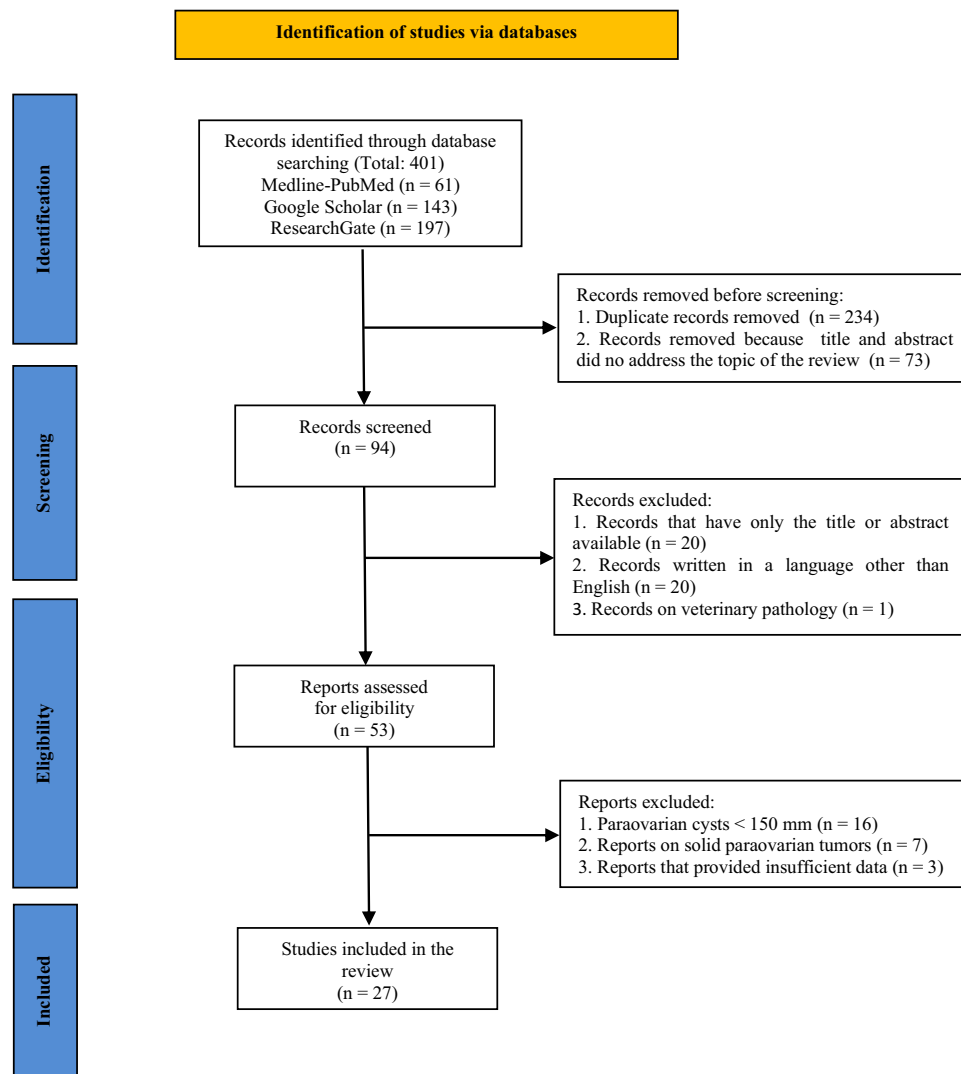 Identification of studies via databases
Identification
Records identified through database
searching (Total: 401)
Medline-PubMed (n = 61)
Google Scholar (n = 143)
ResearchGate (n = 197)
Records removed before screening:
1. Duplicate records removed (n = 234)
2. Records removed because title and abstract
did no address the topic of the review (n = 73)
Screening
Records screened
(n = 94)
Records excluded:
1. Records that have only the title or abstract
available (n = 20)
2. Records written in a language other than
English (n = 20)
3. Records on veterinary pathology (n = 1)
Eligibility
Reports assessed
for eligibility
(n = 53)
Reports excluded:
1. Paraovarian cysts < 150 mm (n = 16)
2. Reports on solid paraovarian tumors (n = 7)
3. Reports that provided insufficient data (n = 3)
Included
Studies included in the
review
(n = 27)